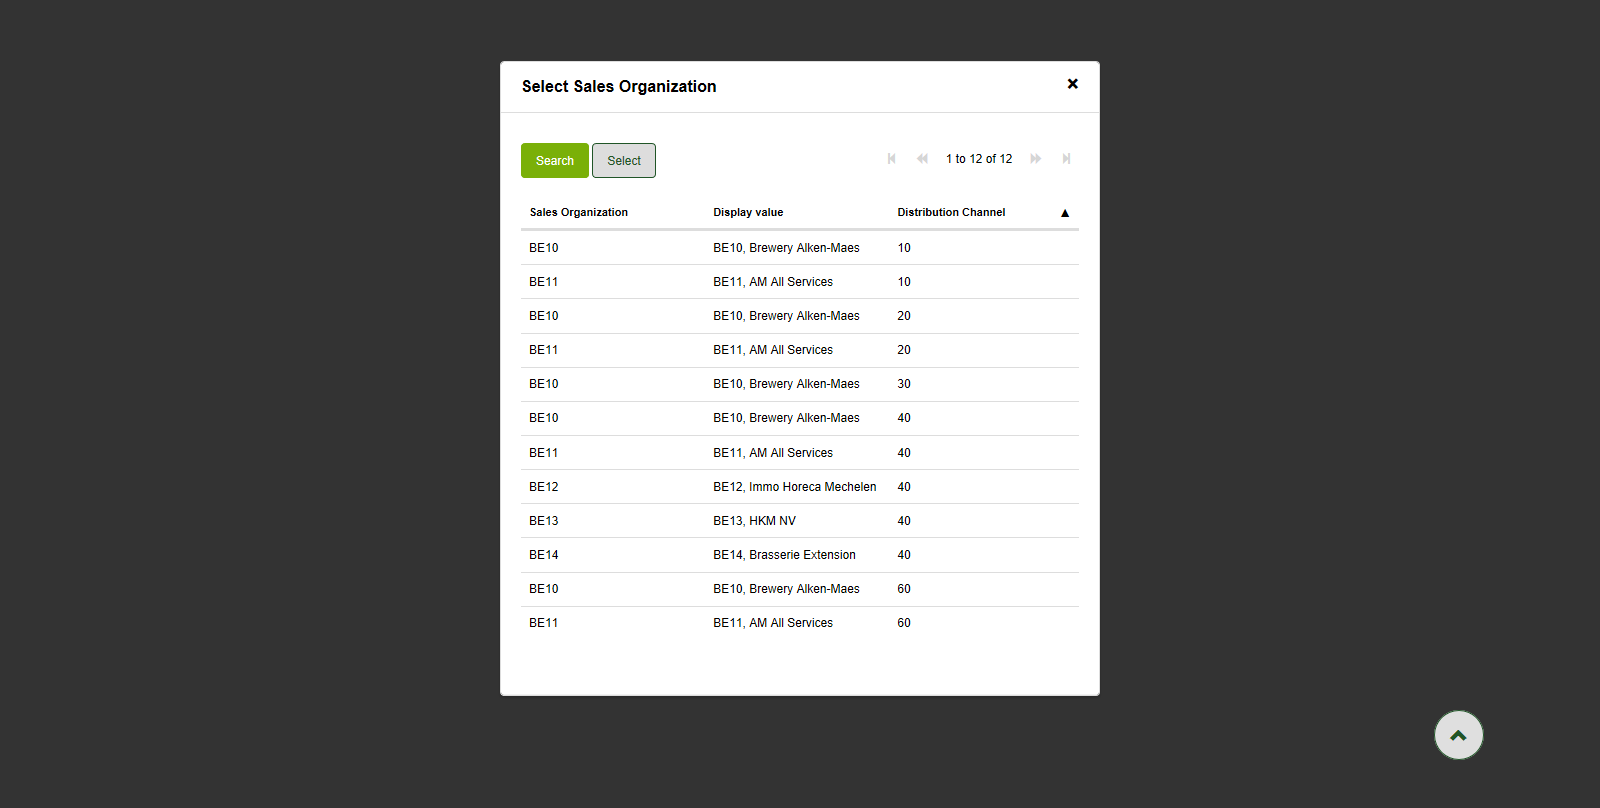 Select Sales Organization
Search Select 1 to 12 of 12
Sales Organization Display value Distribution Channel
BE10 BE10, Brewery Alken-Maes 10
BE11 BE11, AM All Services 10
BE10 BE10, Brewery Alken-Maes 20
BE11 BE11, AM All Services 20
BE10 BE10, Brewery Alken-Maes 30
BE10 BE10, Brewery Alken-Maes 40
BE11 BE11, AM All Services 40
BE12 BE12, Immo Horeca Mechelen 40
BE13 BE13, HKM NV 40
BE14 BE14, Brasserie Extension 40
BE10 BE10, Brewery Alken-Maes 60
BE11 BE11, AM All Services 60